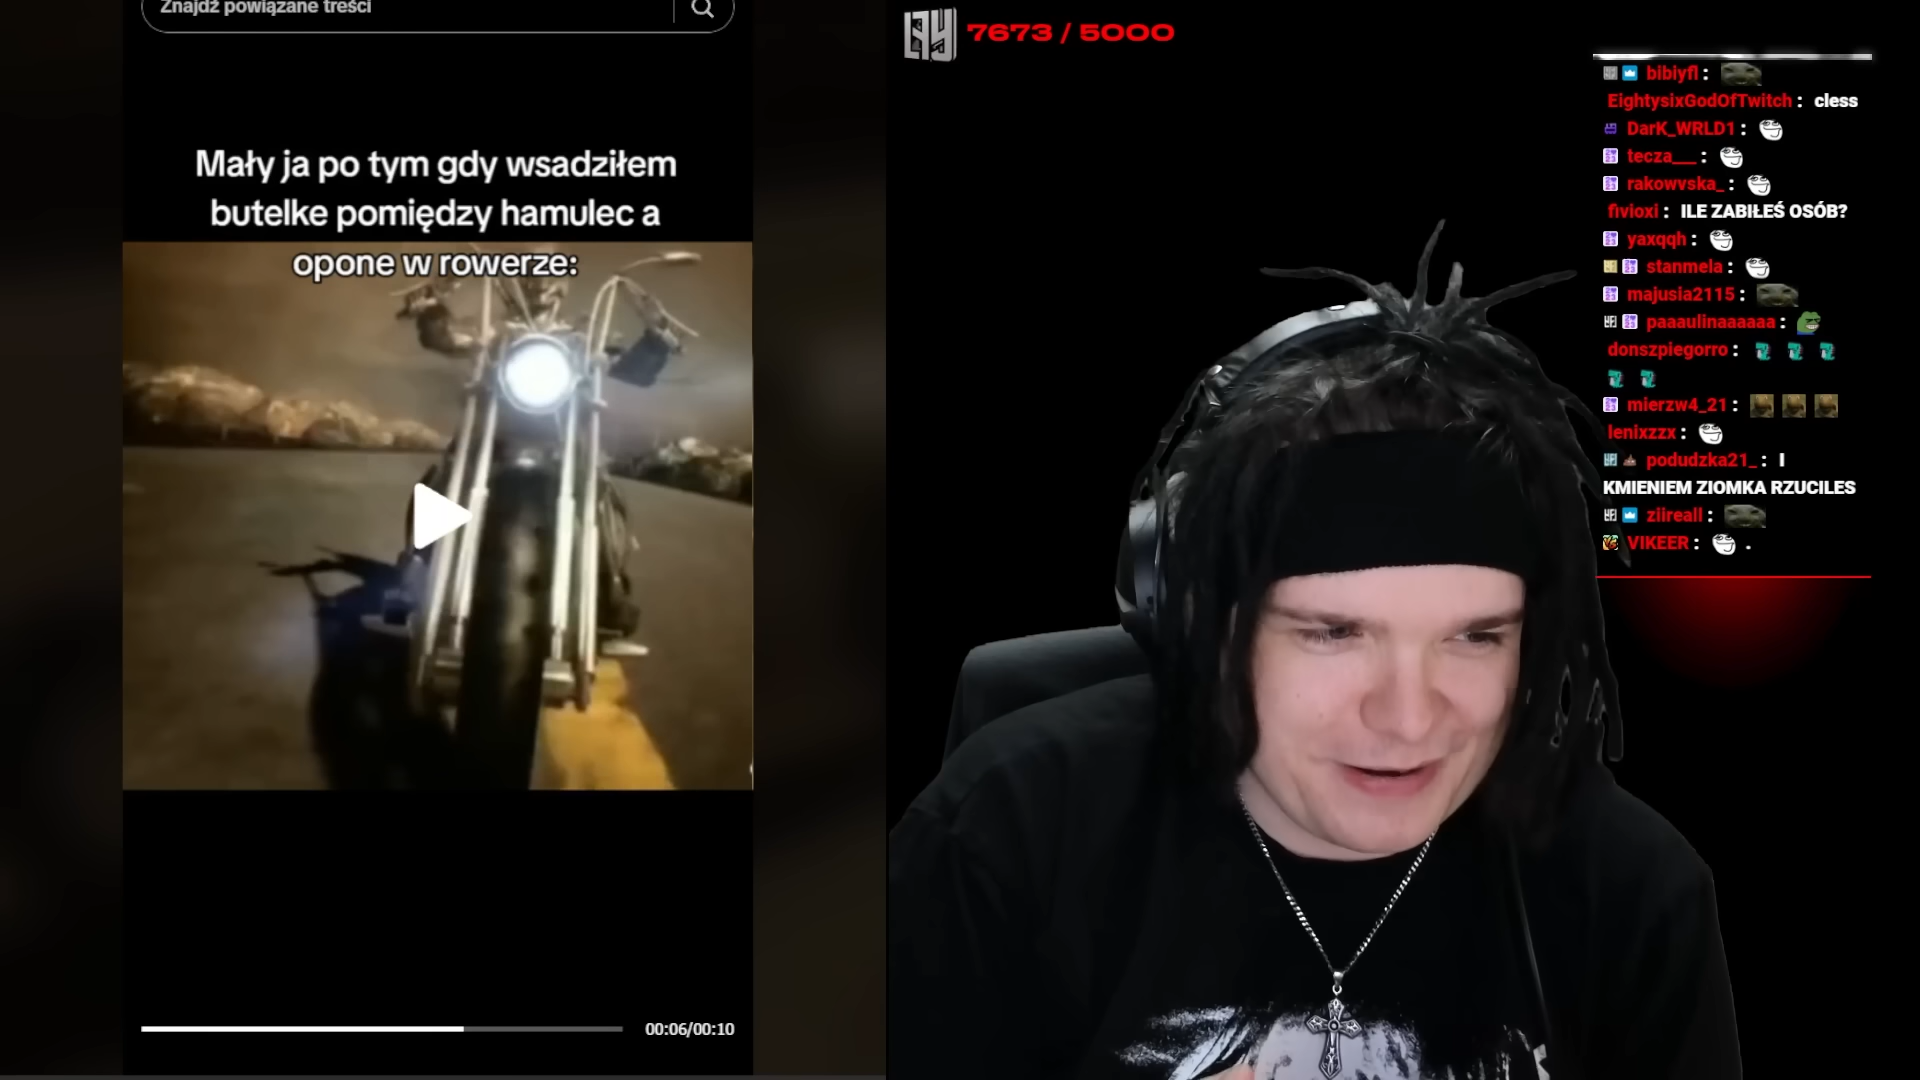 Znajdź powiązane treści
Mały ja po tym gdy wsadziłem
butelke pomiędzy hamulec a
opone w rowerze:
00:06/00:10
7673 / 5000
bibiyfl :
EightysixGodOfTwitch : cless
DarK_WRLD1 :
tecza___ :
rakowvska_ :
fivioxi : ILE ZABIŁEŚ OSÓB?
yaxqqh :
stanmela :
majusia2115 :
paaaulinaaaaaa :
donszpiegorro :
mierzw4_21 :
lenixzzx :
podudzka21_ : I
KMIENIEM ZIOMKA RZUCILES
ziireall :
VIKEER : .